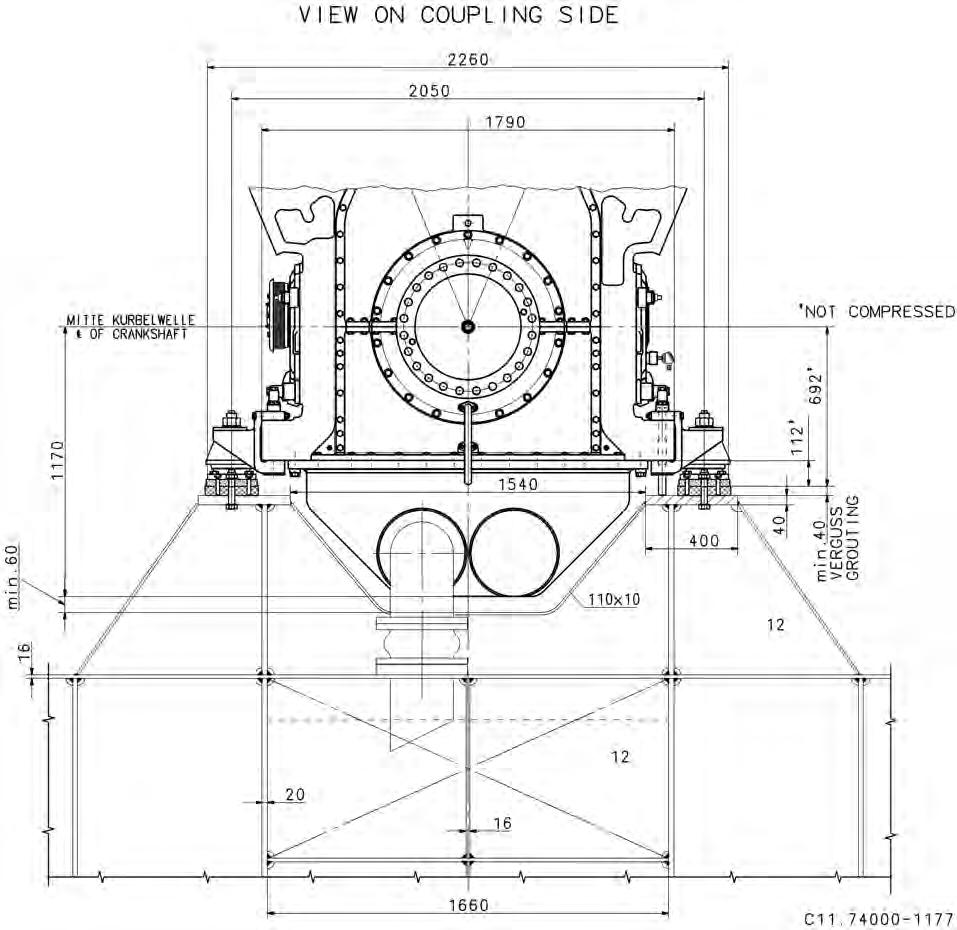 VIEW ON COUPLING SIDE
2260
2050
1790
MITTE KURBELWELLE
℄ OF CRANKSHAFT
*NOT COMPRESSED
692*
112*
1170
1540
40
400
min.40
VERGUSS
GROUTING
min.60
110x10
12
16
12
20
16
1660
C11.74000-1177